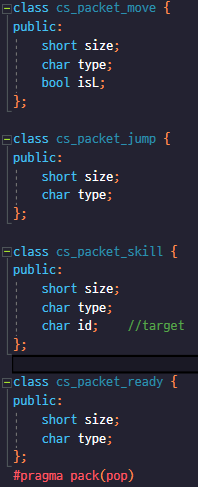 class cs_packet_move {
public:
    short size;
    char type;
    bool isL;
};

class cs_packet_jump {
public:
    short size;
    char type;
};

class cs_packet_skill {
public:
    short size;
    char type;
    char id;    //target
};

class cs_packet_ready {
public:
    short size;
    char type;
};
#pragma pack(pop)